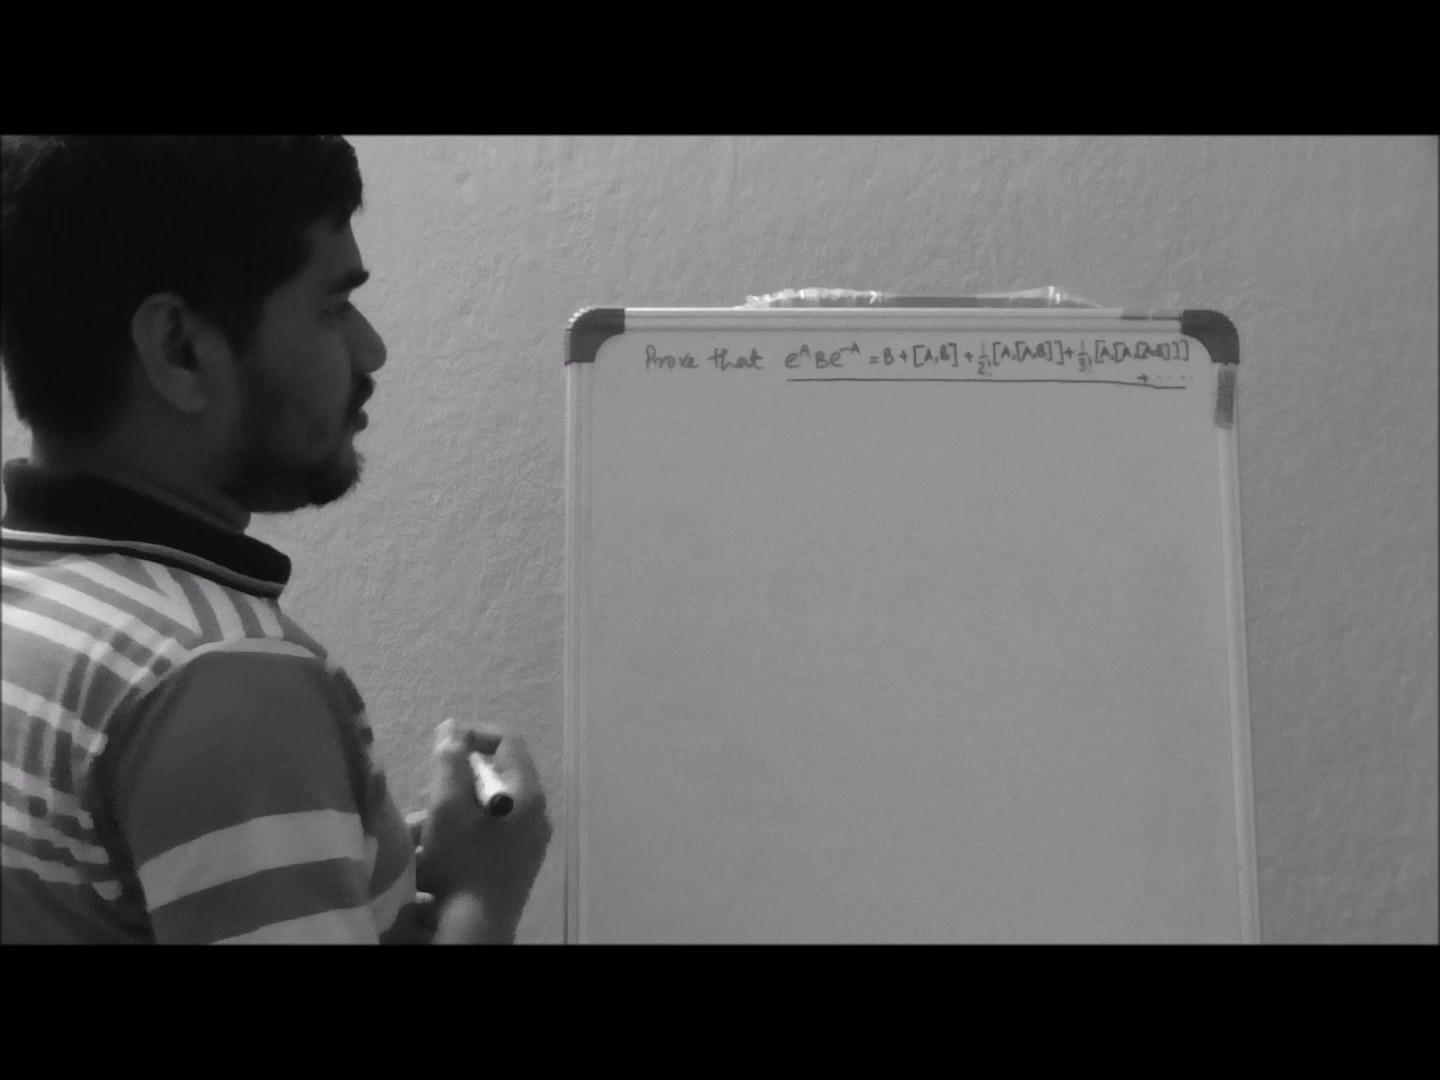 Prove that e^A B e^-A = B + [A,B] + 1/2! [A,[A,B]] + 1/3! [A,[A,[A,B]]]
+ ....